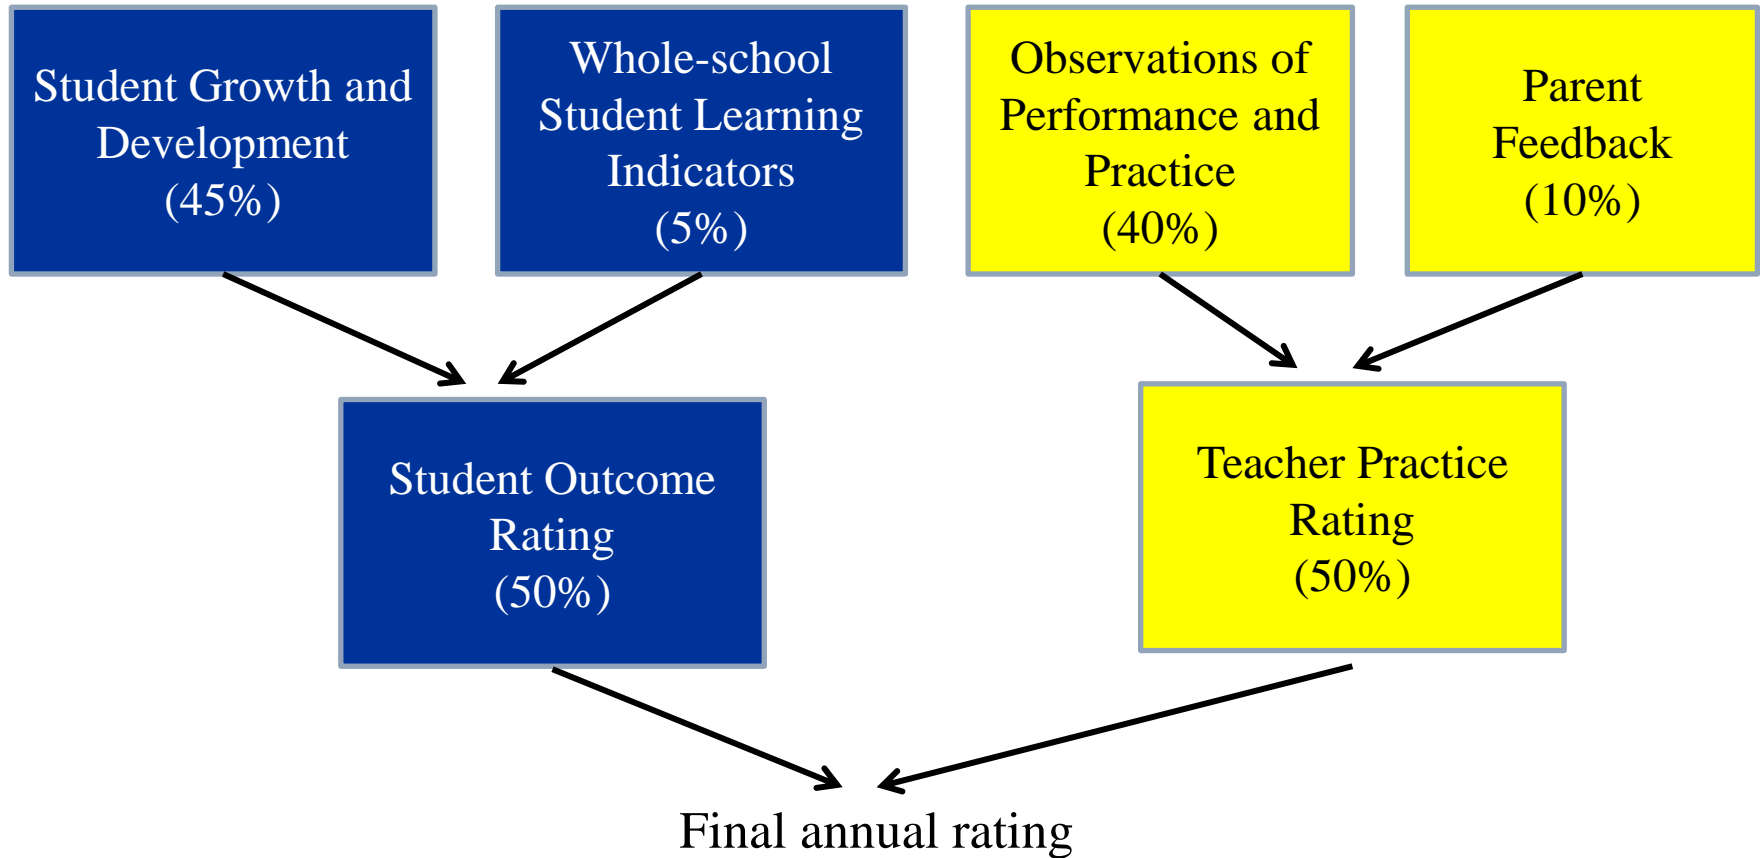 Student Growth and
Development
(45%)
Whole-school
Student Learning
Indicators
(5%)
Observations of
Performance and
Practice
(40%)
Parent
Feedback
(10%)
Student Outcome
Rating
(50%)
Teacher Practice
Rating
(50%)
Final annual rating